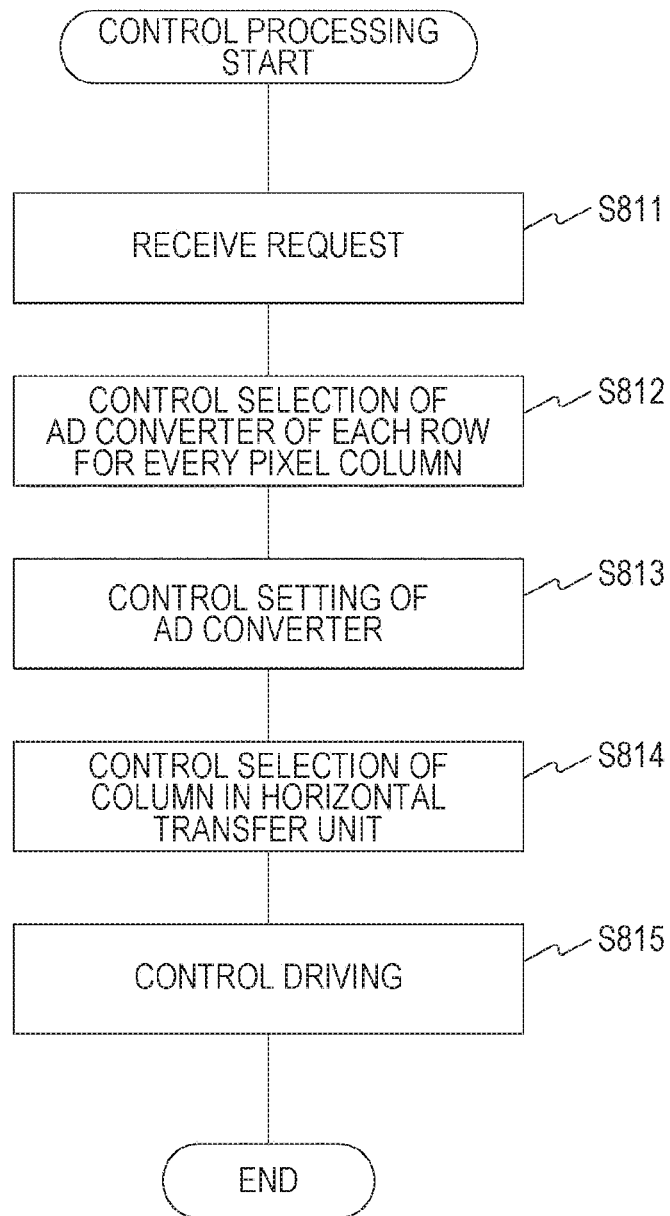 CONTROL PROCESSING
START
RECEIVE REQUEST
S811
CONTROL SELECTION OF
AD CONVERTER OF EACH ROW
FOR EVERY PIXEL COLUMN
S812
CONTROL SETTING OF
AD CONVERTER
S813
CONTROL SELECTION OF
COLUMN IN HORIZONTAL
TRANSFER UNIT
S814
CONTROL DRIVING
S815
END